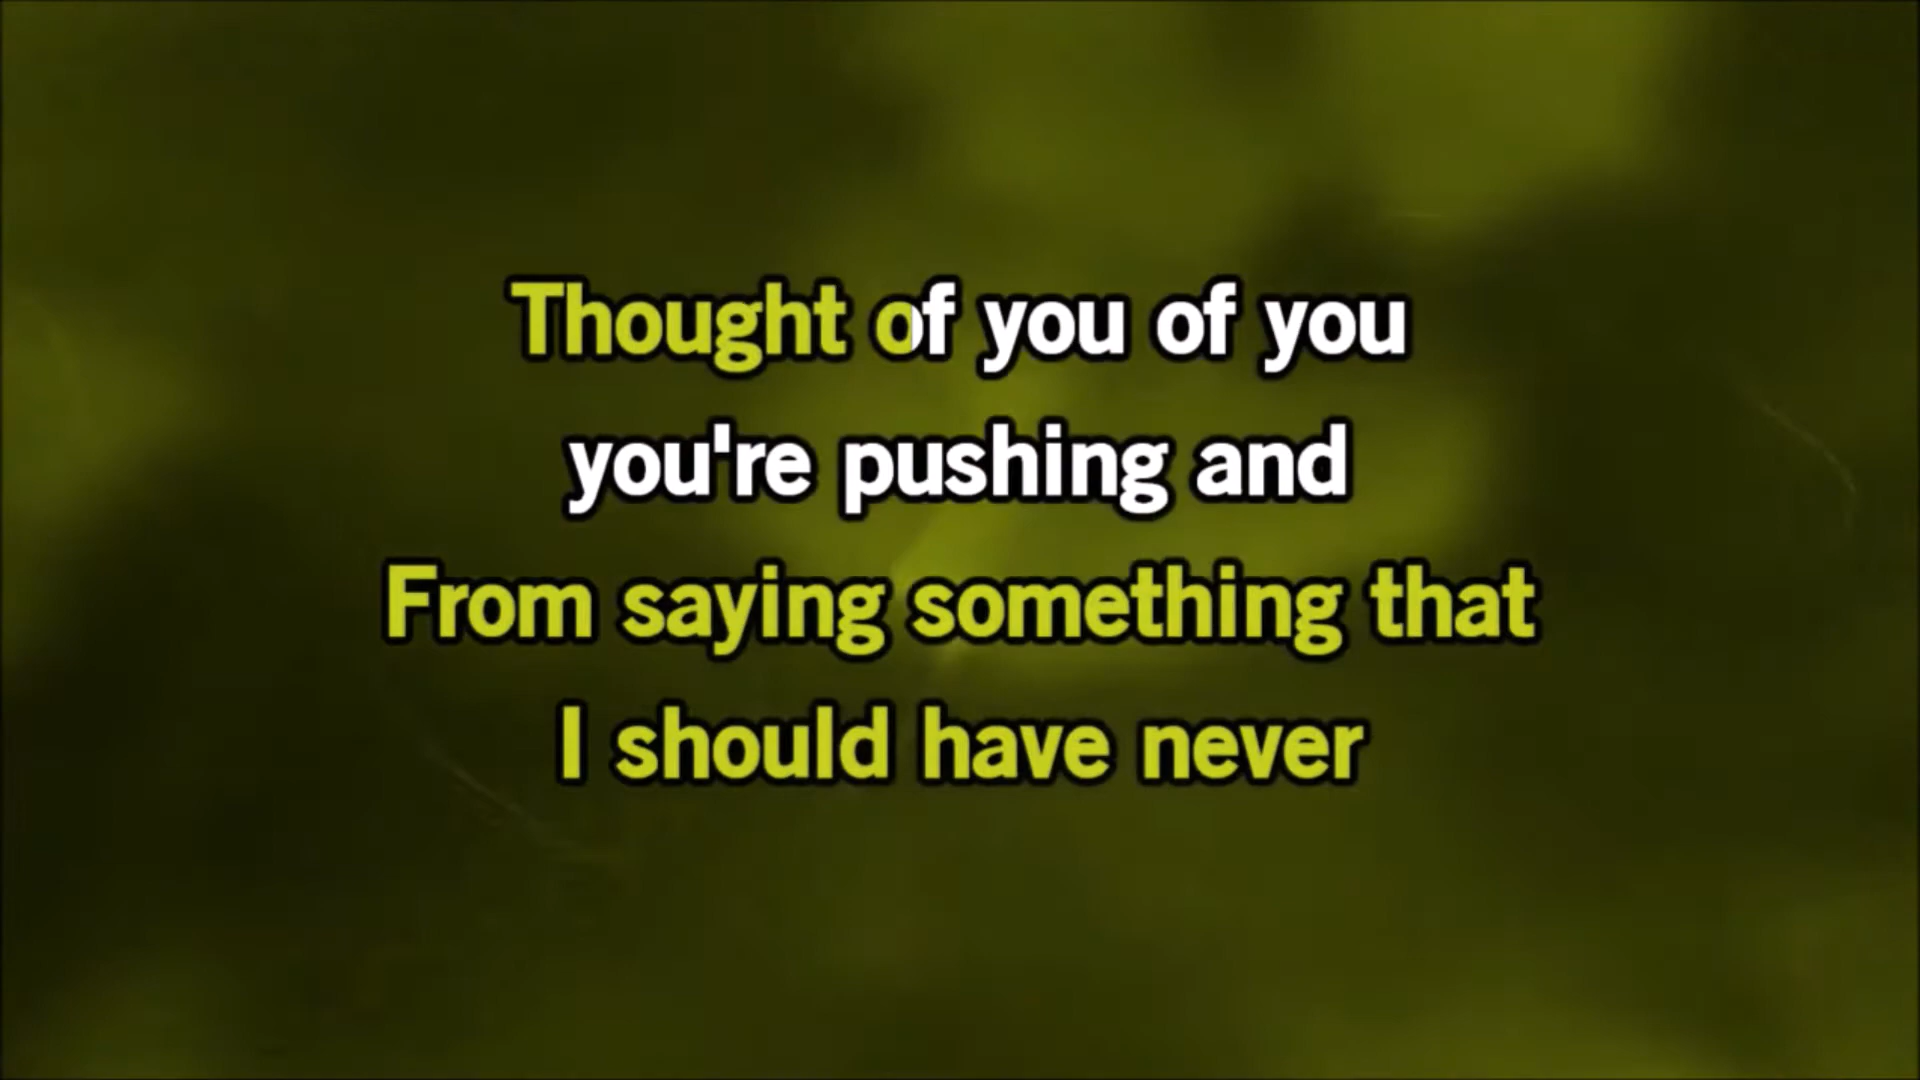 Thought of you of you
you're pushing and
From saying something that
I should have never